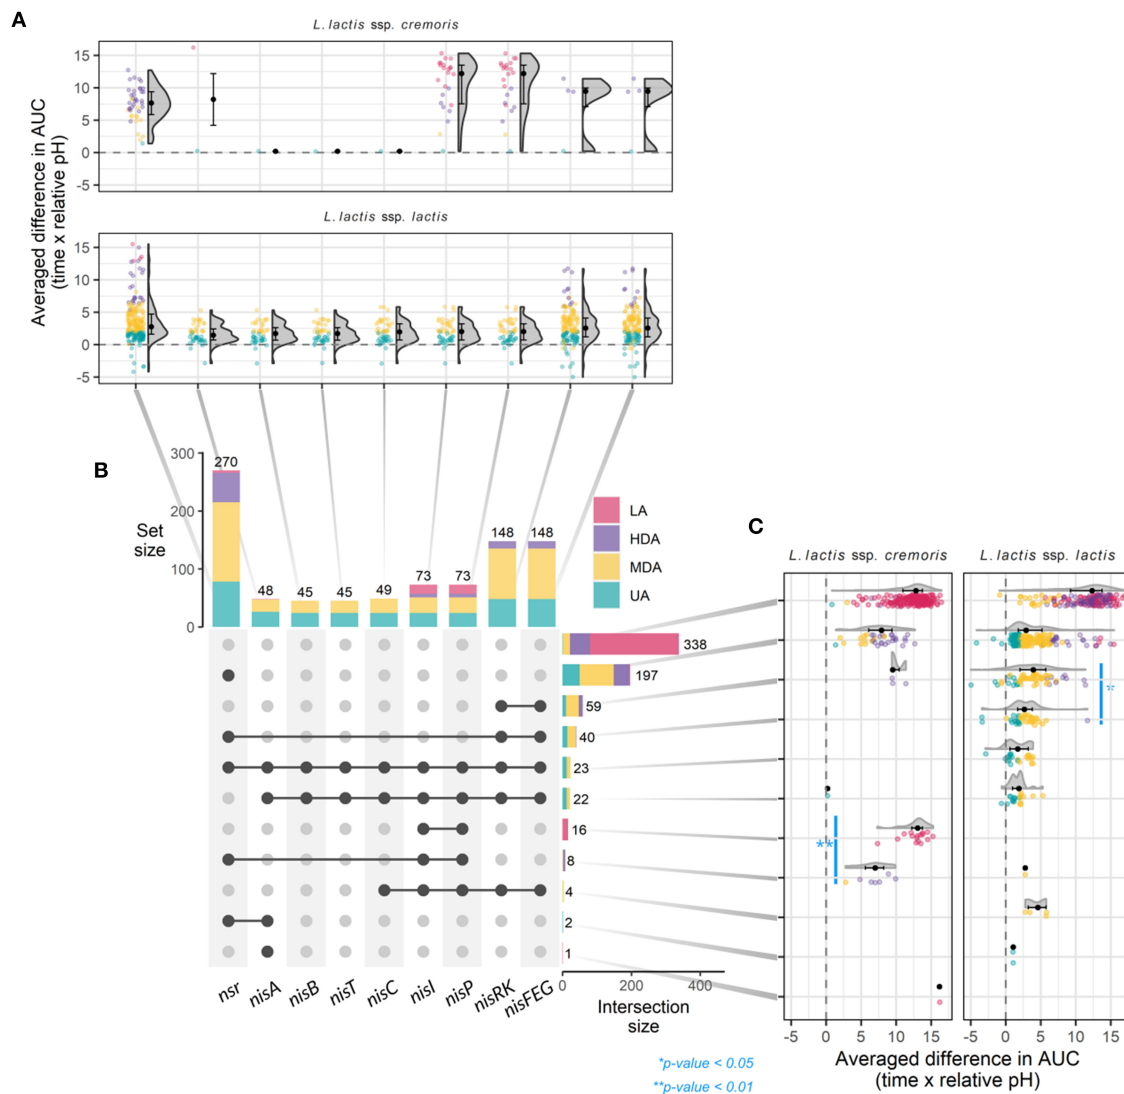 A
L. lactis ssp. cremoris
15
10
5
0
-5
L. lactis ssp. lactis
15
10
5
0
-5
Averaged difference in AUC
(time x relative pH)
B
300
200
100
0
Set
size
270
48
45
45
49
73
73
148
148
LA
HDA
MDA
UA
338
197
59
40
23
22
16
8
4
2
1
nsr
nisA
nisB
nisT
nisC
nisI
nisP
nisRK
nisFEG
0
200
400
Intersection
size
*p-value < 0.05
**p-value < 0.01
C
L. lactis ssp. cremoris
L. lactis ssp. lactis
*
**
-5
0
5
10
15
-5
0
5
10
15
Averaged difference in AUC
(time x relative pH)